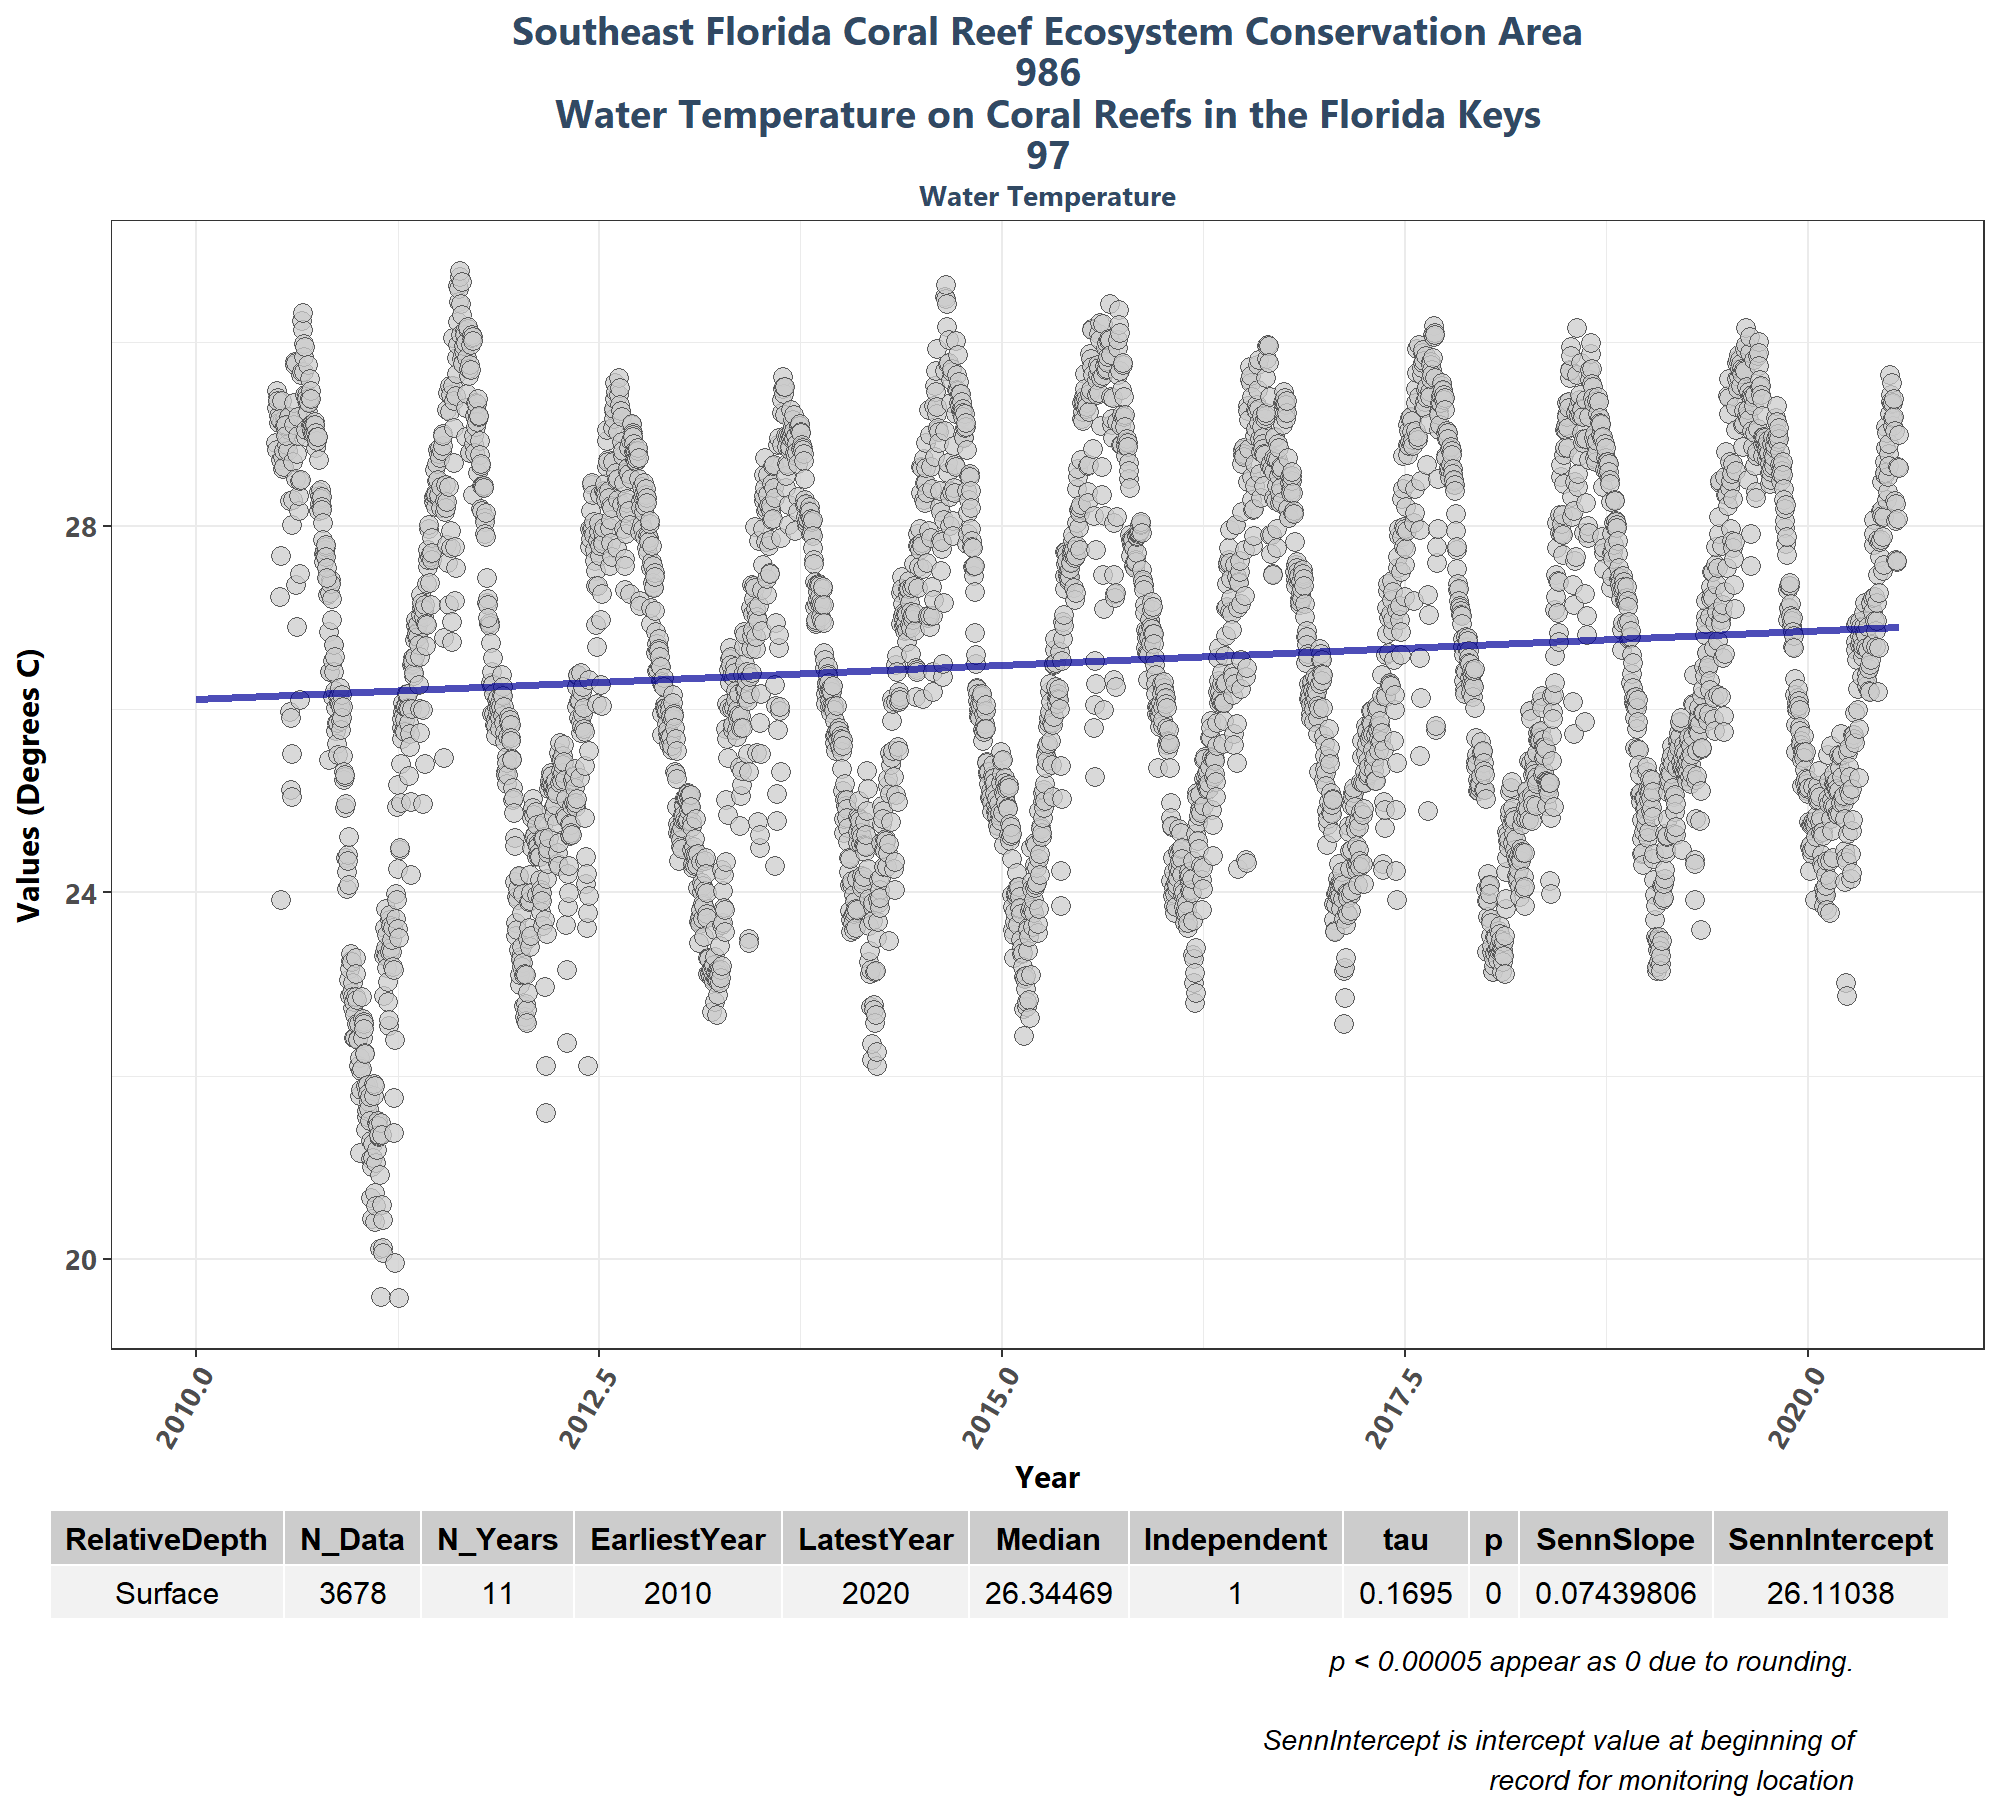 Southeast Florida Coral Reef Ecosystem Conservation Area
986
Water Temperature on Coral Reefs in the Florida Keys
97
Water Temperature
Values (Degrees C)
28
24
20
2010.0
2012.5
2015.0
2017.5
2020.0
Year
RelativeDepth N_Data N_Years EarliestYear LatestYear Median Independent tau p SennSlope SennIntercept
Surface 3678 11 2010 2020 26.34469 1 0.1695 0 0.07439806 26.11038
p < 0.00005 appear as 0 due to rounding.
SennIntercept is intercept value at beginning of
record for monitoring location